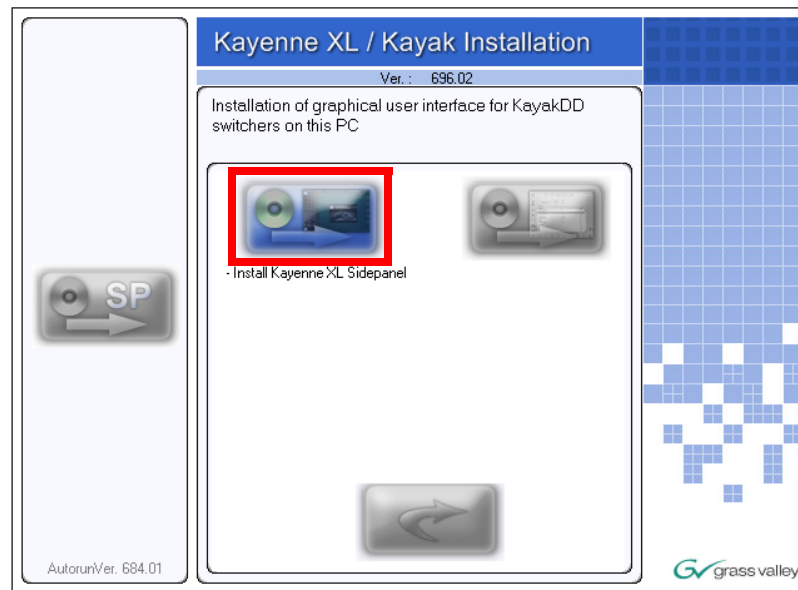 Kayenne XL / Kayak Installation
Ver. : 696.02
Installation of graphical user interface for KayakDD
switchers on this PC
- Install Kayenne XL Sidepanel
SP
AutorunVer. 684.01
grass valley